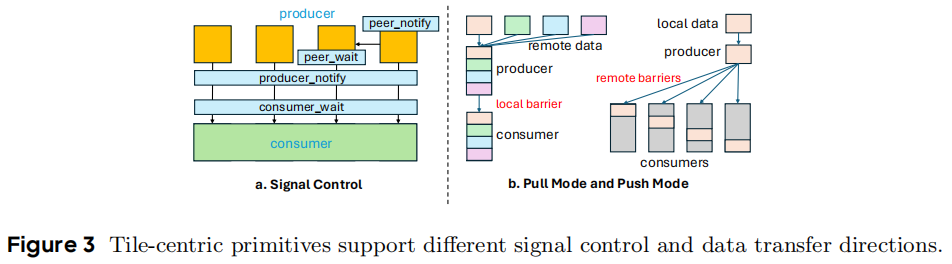 producer
peer_notify
peer_wait
producer_notify
consumer_wait
consumer
a. Signal Control
remote data
producer
local barrier
consumer
local data
producer
remote barriers
consumers
b. Pull Mode and Push Mode
Figure 3 Tile-centric primitives support different signal control and data transfer directions.